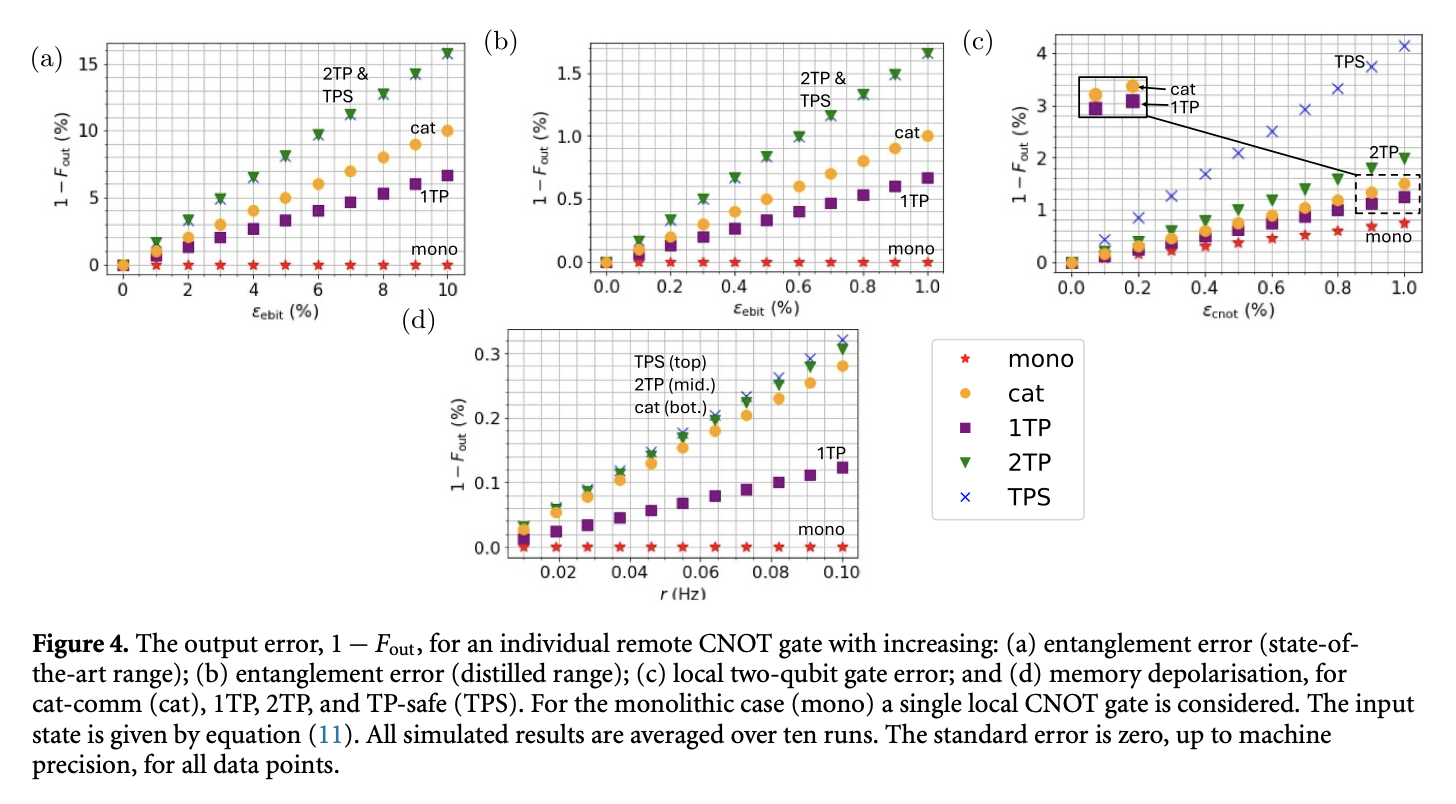 (a)
15
10
5
0
1 − Fout (%)
2TP &
TPS
cat
1TP
mono
0 2 4 6 8 10
εebit (%)
(b)
1.5
1.0
0.5
0.0
1 − Fout (%)
2TP &
TPS
cat
1TP
mono
0.0 0.2 0.4 0.6 0.8 1.0
εebit (%)
(c)
4
3
2
1
0
1 − Fout (%)
TPS
cat
1TP
2TP
mono
0.0 0.2 0.4 0.6 0.8 1.0
εcnot (%)
(d)
0.3
0.2
0.1
0.0
1 − Fout (%)
TPS (top)
2TP (mid.)
cat (bot.)
1TP
mono
0.02 0.04 0.06 0.08 0.10
r (Hz)
mono
cat
1TP
2TP
TPS
Figure 4. The output error, 1 − Fout, for an individual remote CNOT gate with increasing: (a) entanglement error (state-of-
the-art range); (b) entanglement error (distilled range); (c) local two-qubit gate error; and (d) memory depolarisation, for
cat-comm (cat), 1TP, 2TP, and TP-safe (TPS). For the monolithic case (mono) a single local CNOT gate is considered. The input
state is given by equation (11). All simulated results are averaged over ten runs. The standard error is zero, up to machine
precision, for all data points.